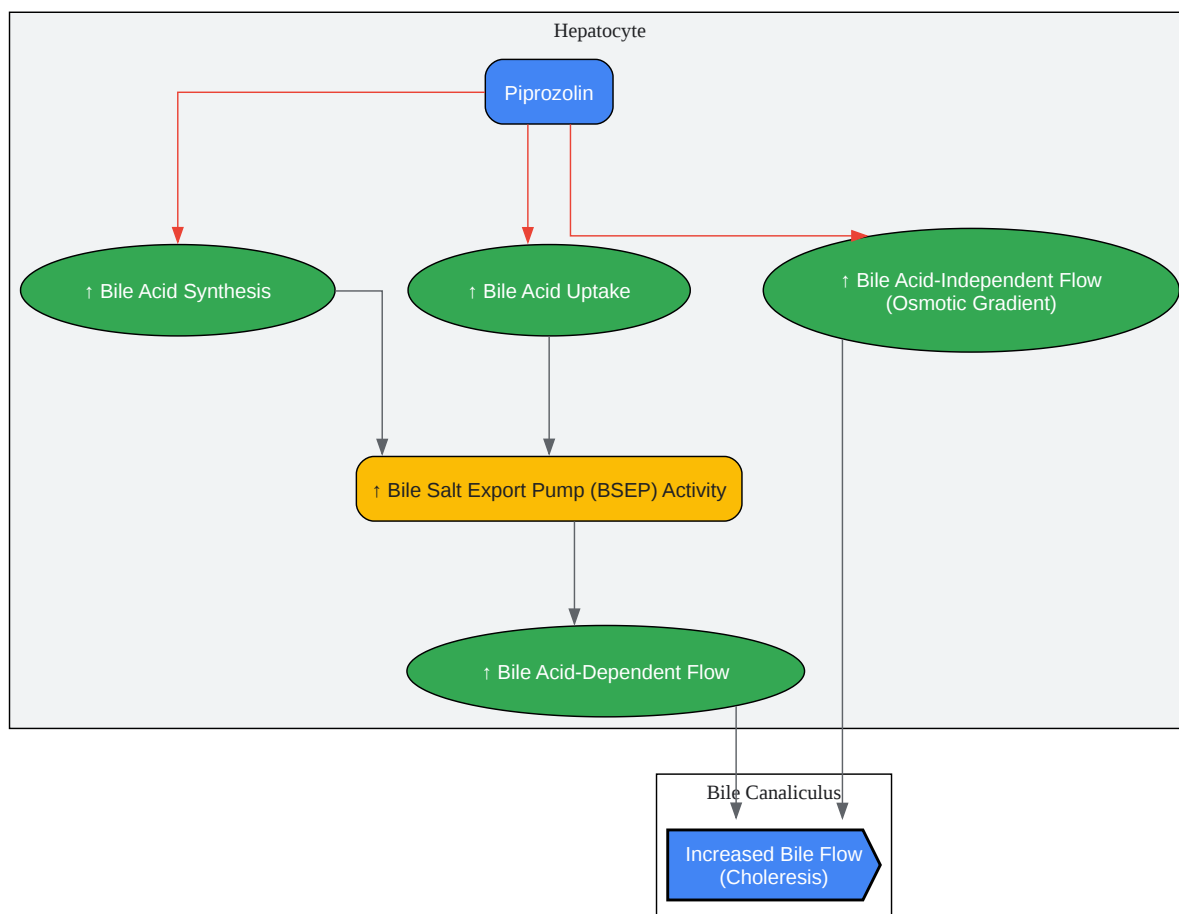 Hepatocyte
Piprozolin
↑ Bile Acid Synthesis
↑ Bile Acid Uptake
↑ Bile Acid-Independent Flow
(Osmotic Gradient)
↑ Bile Salt Export Pump (BSEP) Activity
↑ Bile Acid-Dependent Flow
Bile Canaliculus
Increased Bile Flow
(Choleresis)